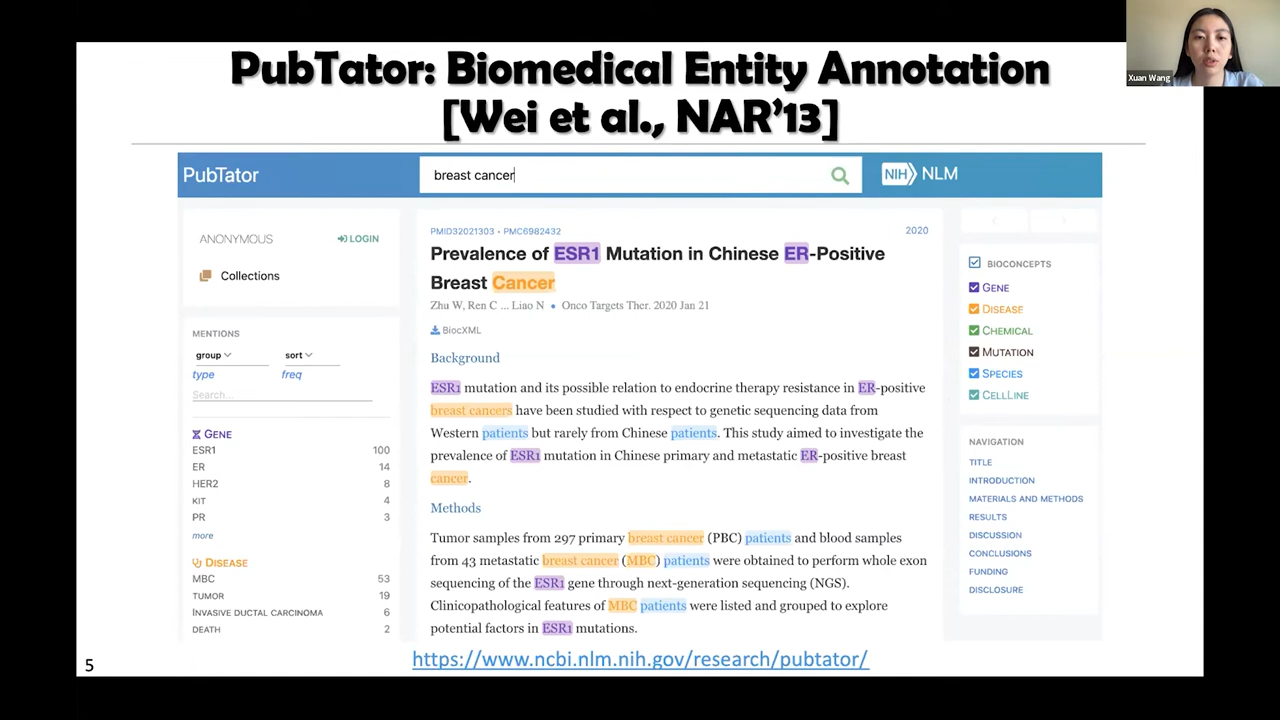 PubTator: Biomedical Entity Annotation
[Wei et al., NAR'13]
Xuan Wang
PubTator
breast cancer
NIH NLM
ANONYMOUS
LOGIN
Collections
MENTIONS
group
sort
type
freq
Search...
GENE
ESR1 100
ER 14
HER2 8
KIT 4
PR 3
more
DISEASE
MBC 53
TUMOR 19
INVASIVE DUCTAL CARCINOMA 6
DEATH 2
PMID32021303 • PMC6982432
2020
Prevalence of ESR1 Mutation in Chinese ER-Positive
Breast Cancer
Zhu W, Ren C ... Liao N • Onco Targets Ther. 2020 Jan 21
BiocXML
Background
ESR1 mutation and its possible relation to endocrine therapy resistance in ER-positive
breast cancers have been studied with respect to genetic sequencing data from
Western patients but rarely from Chinese patients. This study aimed to investigate the
prevalence of ESR1 mutation in Chinese primary and metastatic ER-positive breast
cancer.
Methods
Tumor samples from 297 primary breast cancer (PBC) patients and blood samples
from 43 metastatic breast cancer (MBC) patients were obtained to perform whole exon
sequencing of the ESR1 gene through next-generation sequencing (NGS).
Clinicopathological features of MBC patients were listed and grouped to explore
potential factors in ESR1 mutations.
BIOCONCEPTS
GENE
DISEASE
CHEMICAL
MUTATION
SPECIES
CELLLINE
NAVIGATION
TITLE
INTRODUCTION
MATERIALS AND METHODS
RESULTS
DISCUSSION
CONCLUSIONS
FUNDING
DISCLOSURE
5
https://www.ncbi.nlm.nih.gov/research/pubtator/